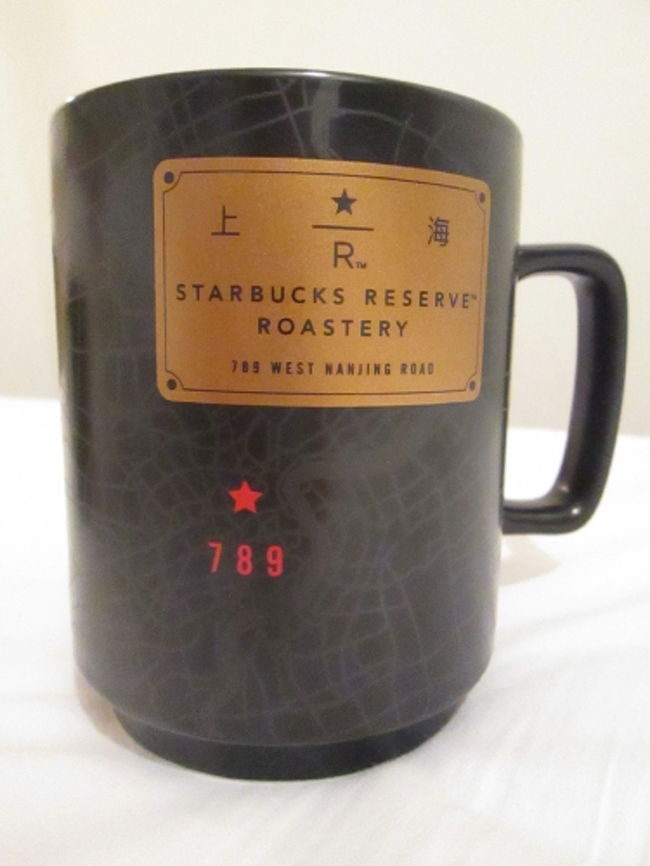 上 海
R™
STARBUCKS RESERVE™
ROASTERY
789 WEST NANJING ROAD
789